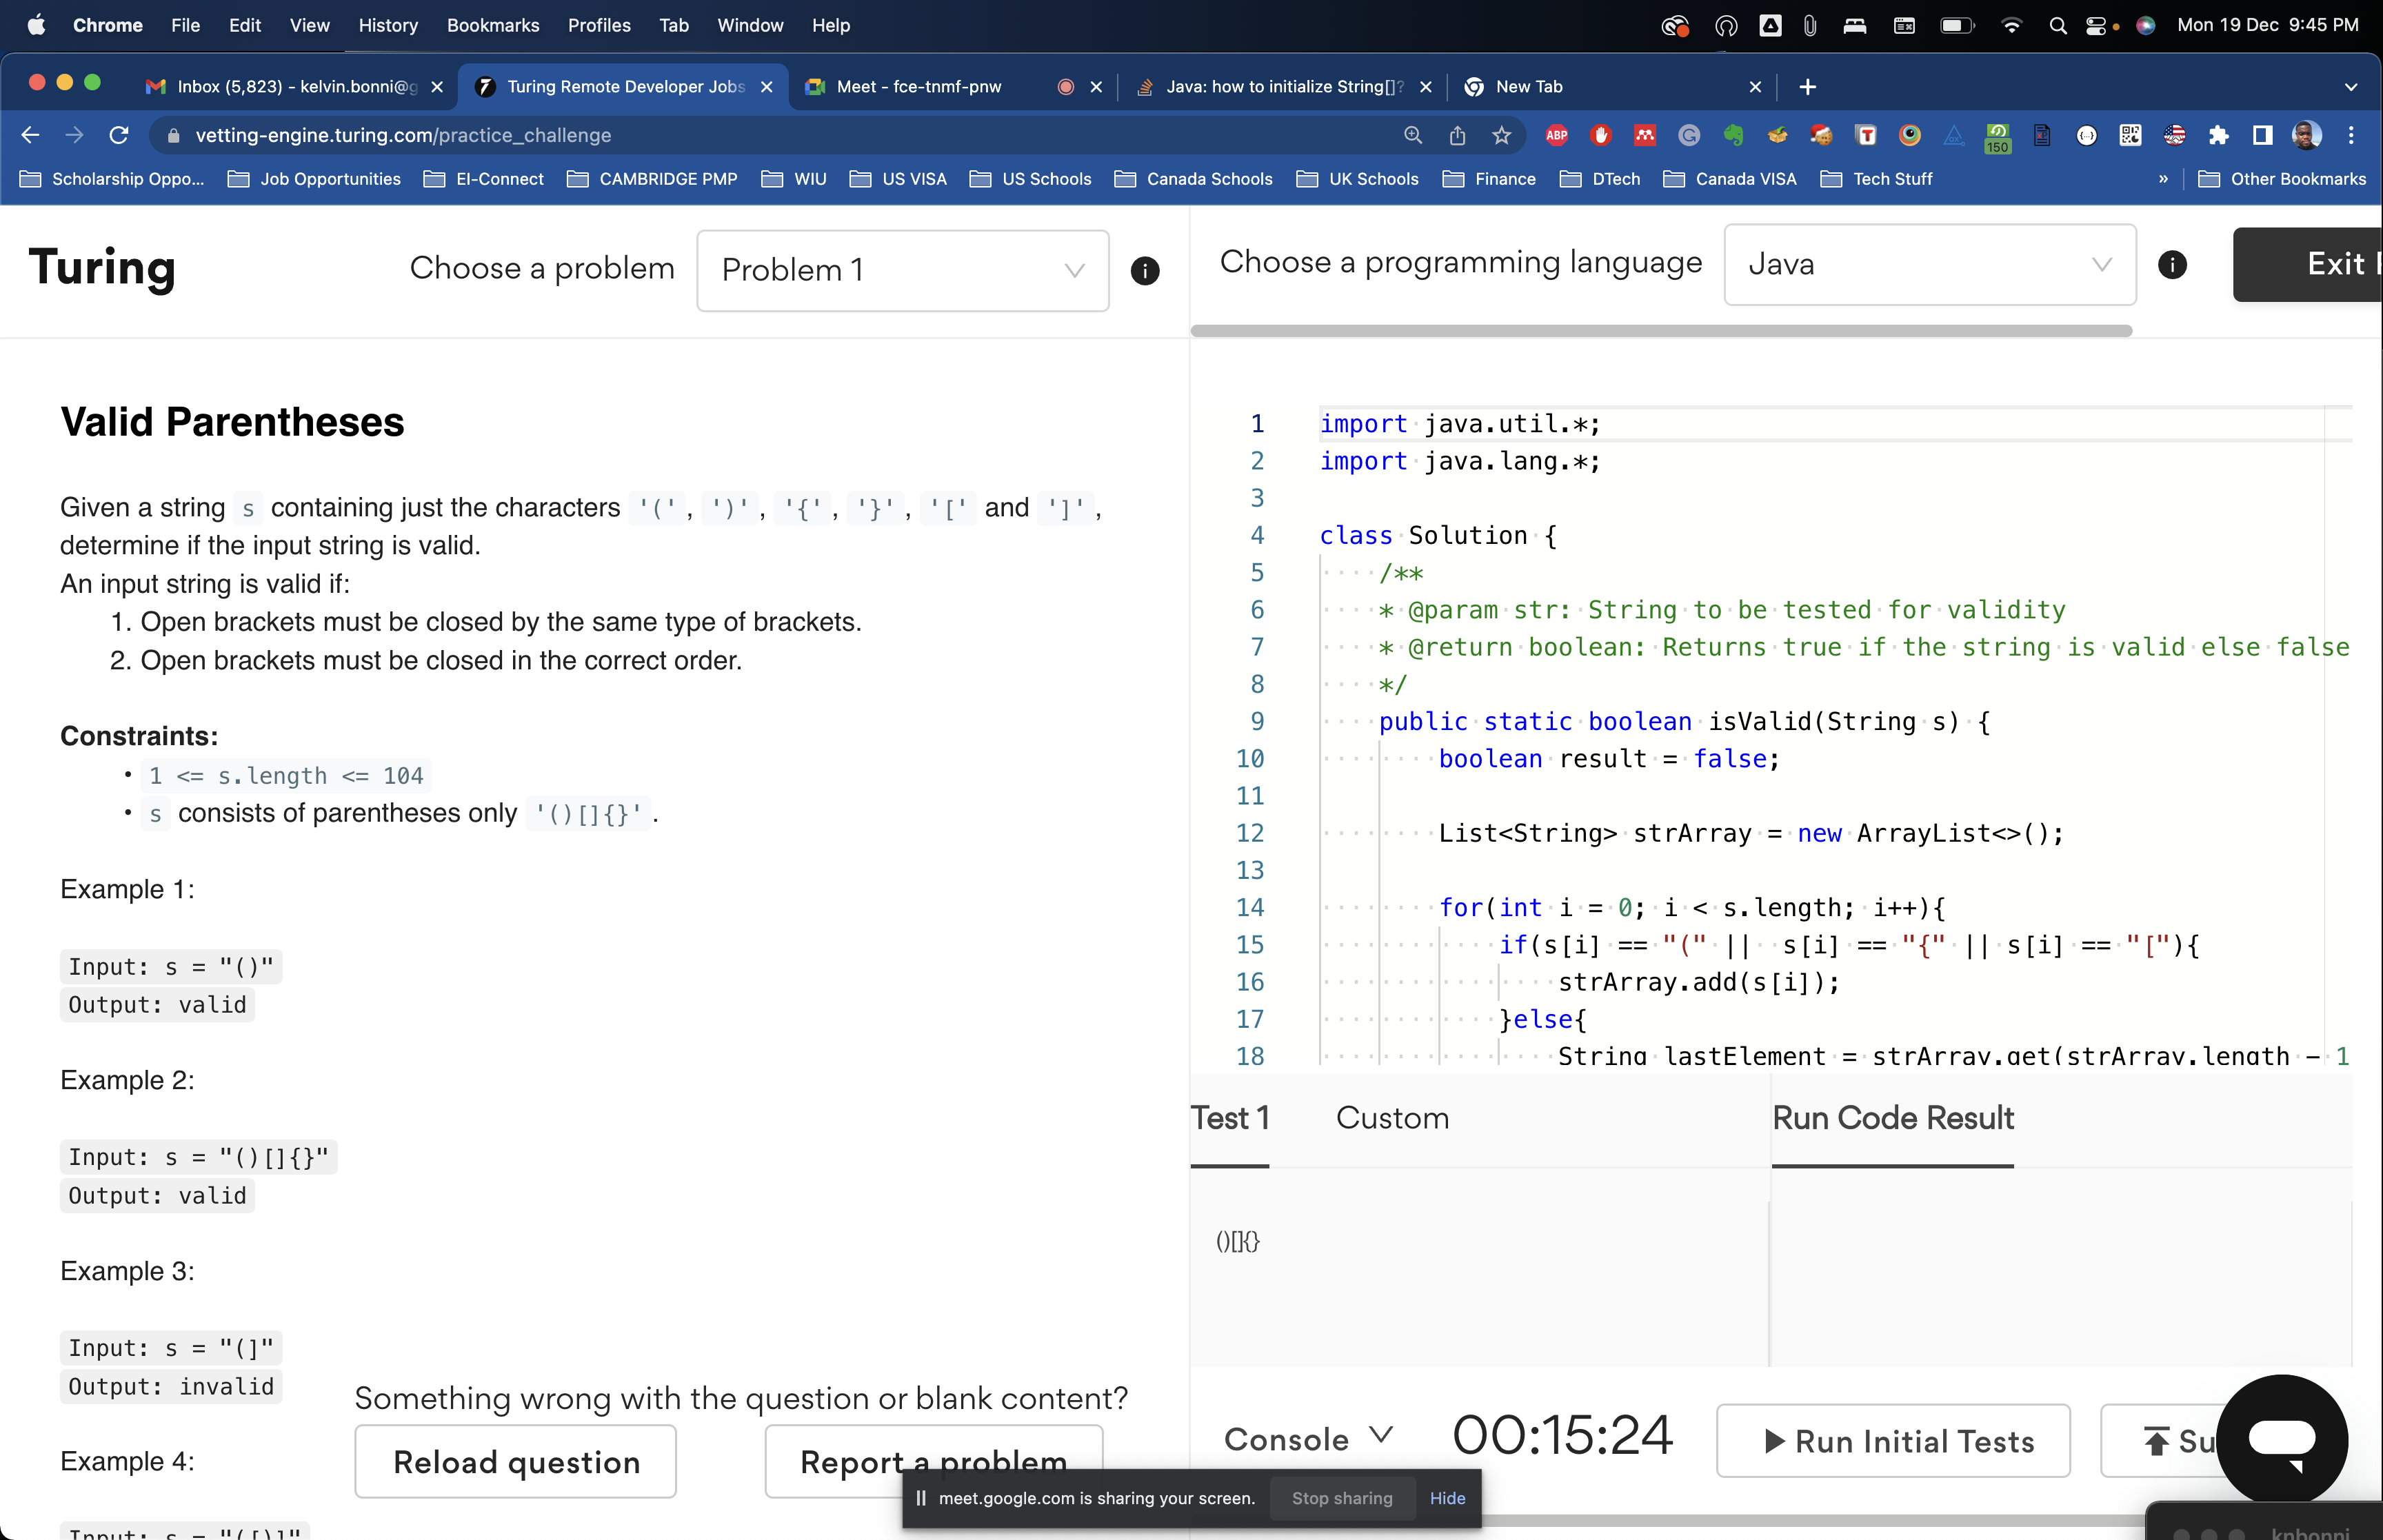 Chrome File Edit View History Bookmarks Profiles Tab Window Help Mon 19 Dec 9:45 PM
Inbox (5,823) - kelvin.bonni@g Turing Remote Developer Jobs Meet - fce-tnmf-pnw Java: how to initialize String[]? New Tab
vetting-engine.turing.com/practice_challenge ABP 150
Scholarship Oppo... Job Opportunities EI-Connect CAMBRIDGE PMP WIU US VISA US Schools Canada Schools UK Schools Finance DTech Canada VISA Tech Stuff » Other Bookmarks
Turing Choose a problem Problem 1 Choose a programming language Java Exit
Valid Parentheses
Given a string s containing just the characters '(', ')', '{', '}', '[' and ']',
determine if the input string is valid.
An input string is valid if:
1. Open brackets must be closed by the same type of brackets.
2. Open brackets must be closed in the correct order.
Constraints:
• 1 <= s.length <= 104
• s consists of parentheses only '()[]{}'.
Example 1:
Input: s = "()"
Output: valid
Example 2:
Input: s = "()[]{}"
Output: valid
Example 3:
Input: s = "(]"
Output: invalid
Example 4:
Input: s = "([)]"
Something wrong with the question or blank content?
Reload question Report a problem
1 import java.util.*;
2 import java.lang.*;
3
4 class Solution {
5 /**
6 * @param str: String to be tested for validity
7 * @return boolean: Returns true if the string is valid else false
8 */
9 public static boolean isValid(String s) {
10 boolean result = false;
11
12 List<String> strArray = new ArrayList<>();
13
14 for(int i = 0; i < s.length; i++){
15 if(s[i] == "(" || s[i] == "{" || s[i] == "["){
16 strArray.add(s[i]);
17 }else{
18 String lastElement = strArray.get(strArray.length - 1
Test 1 Custom Run Code Result
()[]{}
Console 00:15:24 Run Initial Tests Su
meet.google.com is sharing your screen. Stop sharing Hide
knbonni